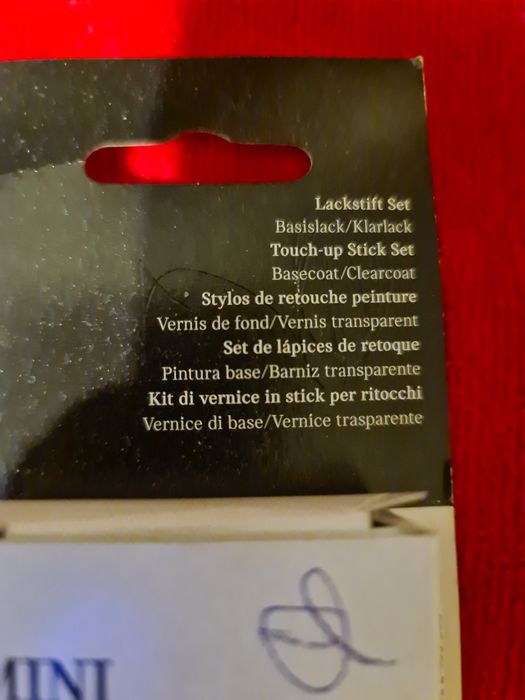 Lackstift Set
Basislack/Klarlack
Touch-up Stick Set
Basecoat/Clearcoat
Stylos de retouche peinture
Vernis de fond/Vernis transparent
Set de lápices de retoque
Pintura base/Barniz transparente
Kit di vernice in stick per ritocchi
Vernice di base/Vernice trasparente
MINI